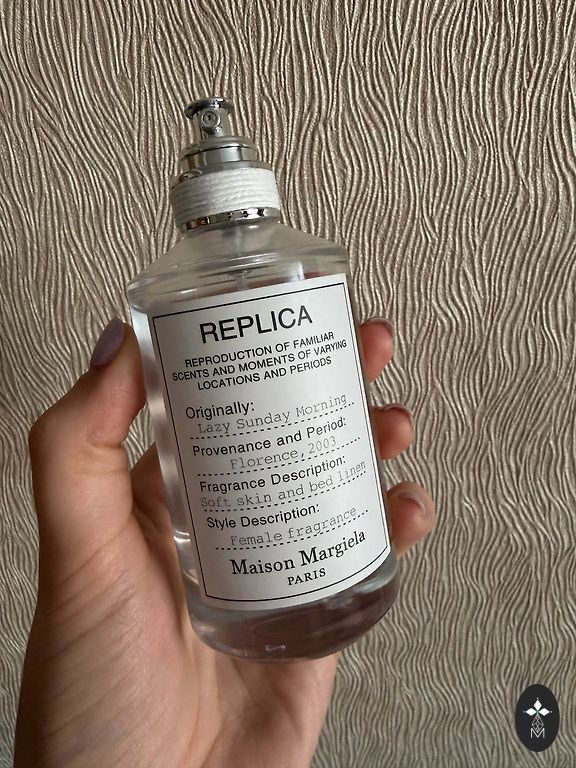 REPLICA
REPRODUCTION OF FAMILIAR
SCENTS AND MOMENTS OF VARYING
LOCATIONS AND PERIODS
Originally:
Lazy Sunday Morning
Provenance and Period:
Florence, 2003
Fragrance Description:
Soft skin and bed linen
Style Description:
Female fragrance
Maison Margiela
PARIS
M